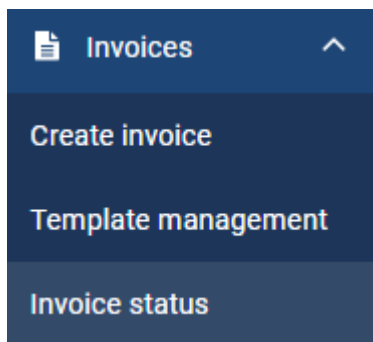 Invoices
Create invoice
Template management
Invoice status